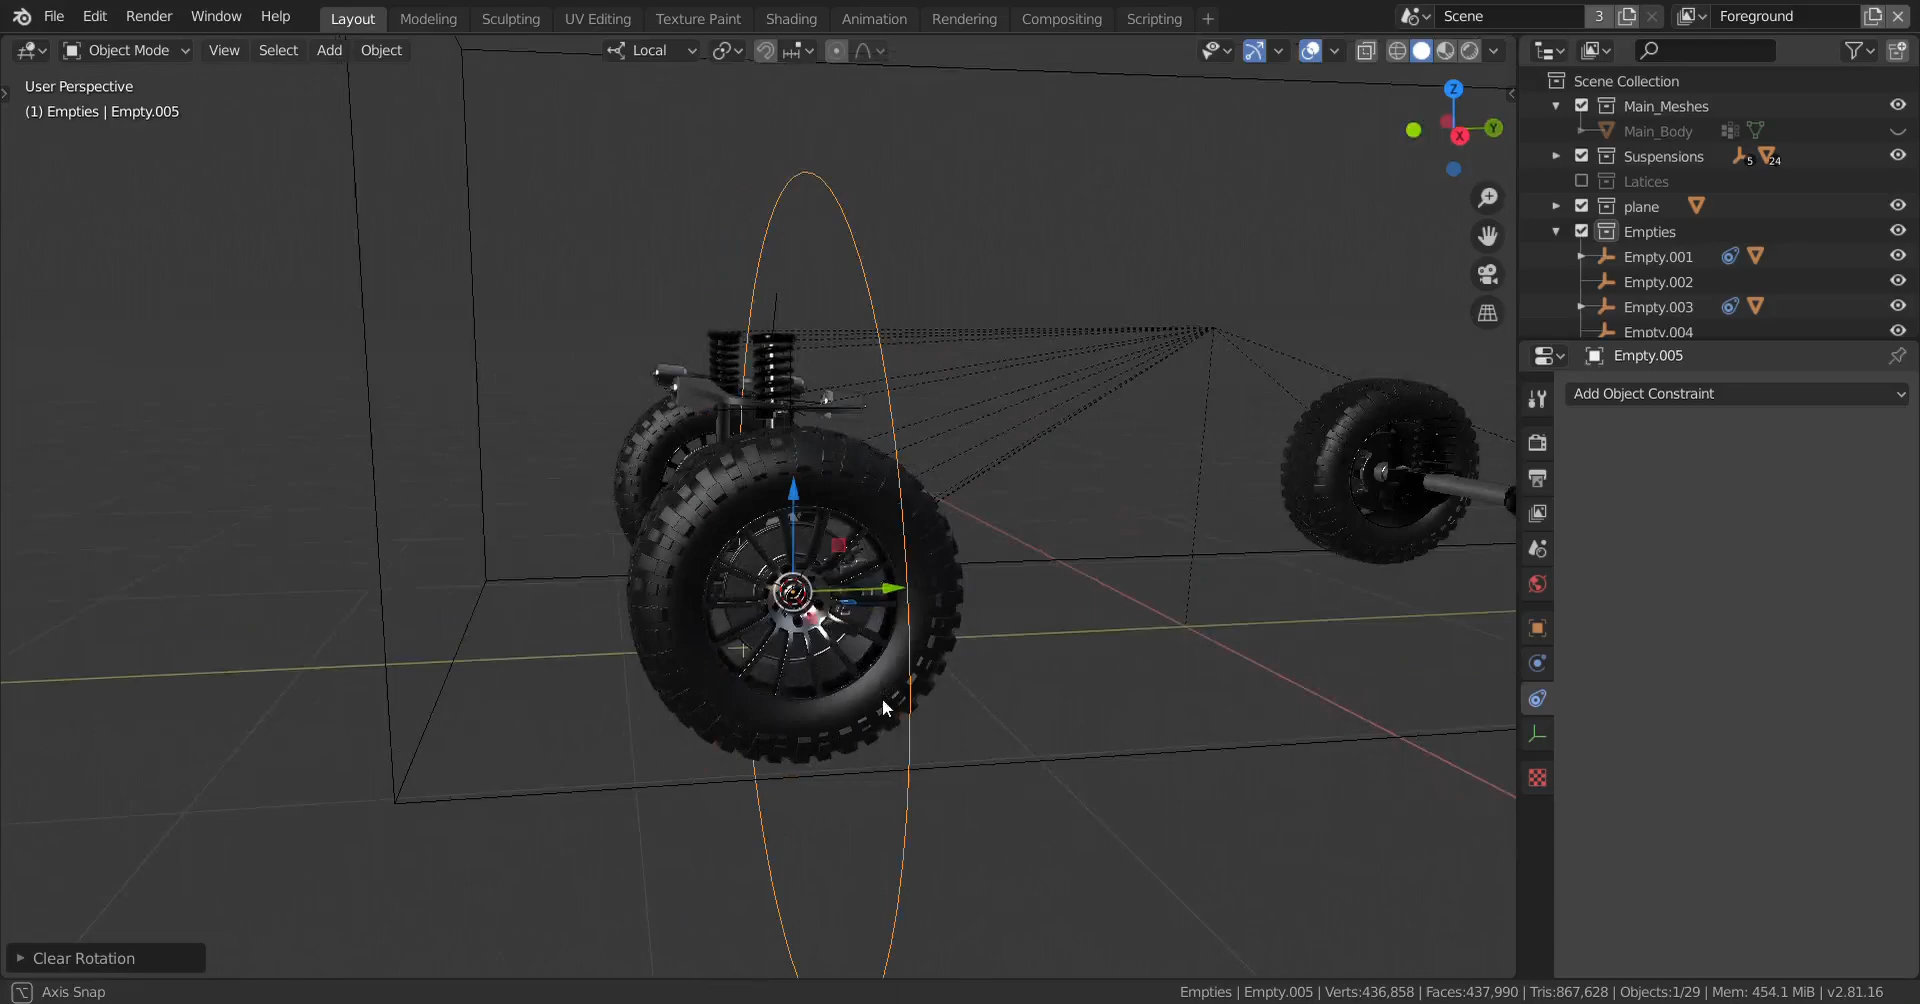 File Edit Render Window Help Layout Modeling Sculpting UV Editing Texture Paint Shading Animation Rendering Compositing Scripting + Scene 3 Foreground
Object Mode View Select Add Object Local
User Perspective
(1) Empties | Empty.005
Z
Y
X
Scene Collection
Main_Meshes
Main_Body
Suspensions 5 24
Latices
plane
Empties
Empty.001
Empty.002
Empty.003
Empty.004
Empty.005
Add Object Constraint
Clear Rotation
Axis Snap
Empties | Empty.005 | Verts:436,858 | Faces:437,990 | Tris:867,628 | Objects:1/29 | Mem: 454.1 MiB | v2.81.16